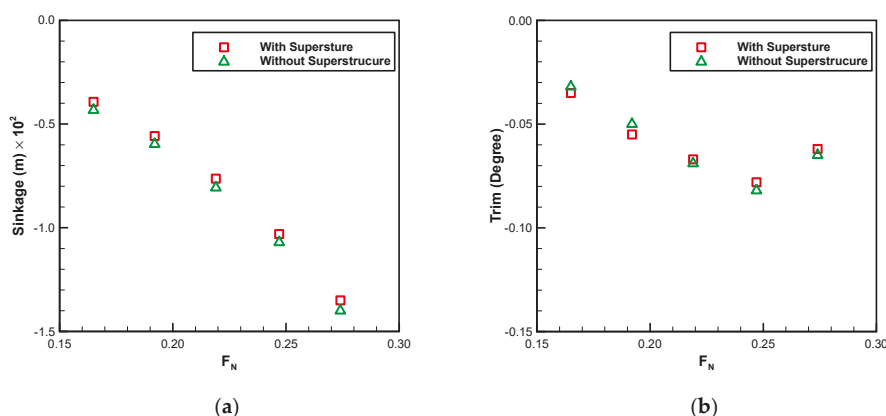 0.00
With Supersture
Without Superstrucure
-0.5
-1.0
-1.5
0.15
0.20
0.25
0.30
Sinkage (m) × 10²
F_N
(a)
0.00
With Supersture
Without Superstrucure
-0.05
-0.10
-0.15
0.15
0.20
0.25
0.30
Trim (Degree)
F_N
(b)